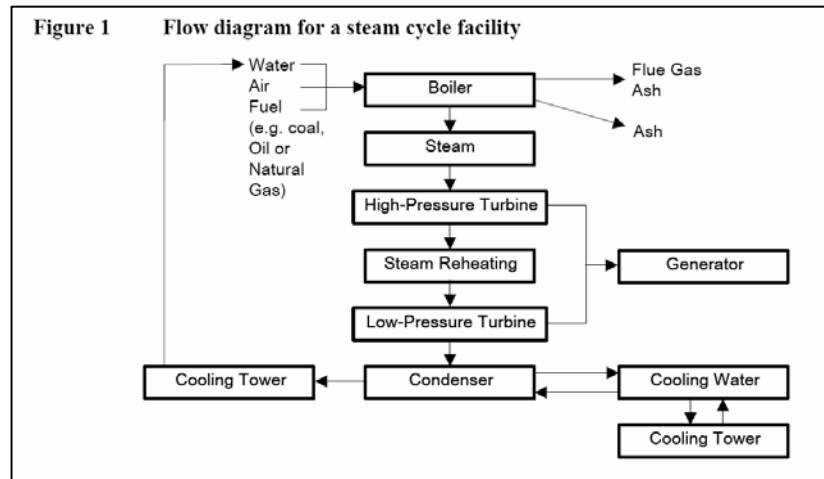 Figure 1 Flow diagram for a steam cycle facility
Water
Air
Fuel
(e.g. coal,
Oil or
Natural
Gas)
Boiler
Flue Gas
Ash
Ash
Steam
High-Pressure Turbine
Steam Reheating
Generator
Low-Pressure Turbine
Cooling Tower
Condenser
Cooling Water
Cooling Tower